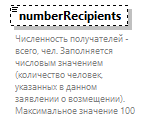 numberRecipients
Численность получателей -
всего, чел. Заполняется
числовым значением
(количество человек,
указанных в данном
заявлении о возмещении).
Максимальное значение 100